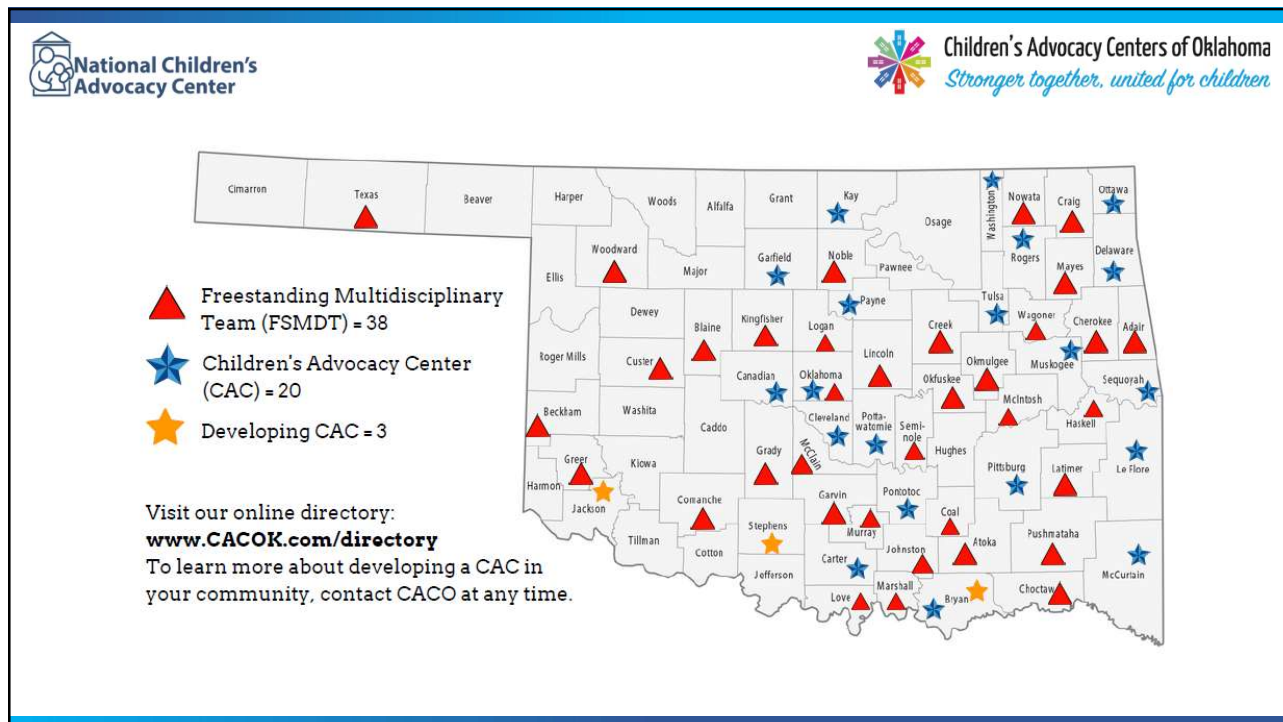 National Children's
Advocacy Center
Children's Advocacy Centers of Oklahoma
Stronger together, united for children
Cimarron
Texas
Beaver
Harper
Woods
Alfalfa
Grant
Kay
Osage
Washington
Nowata
Craig
Ottawa
Ellis
Woodward
Major
Garfield
Noble
Pawnee
Rogers
Mayes
Delaware
Freestanding Multidisciplinary
Team (FSMDT) = 38
Dewey
Blaine
Kingfisher
Logan
Payne
Creek
Tulsa
Wagoner
Cherokee
Adair
Children's Advocacy Center
(CAC) = 20
Roger Mills
Custer
Canadian
Oklahoma
Lincoln
Okfuskee
Okmulgee
Muskogee
McIntosh
Sequoyah
Developing CAC = 3
Beckham
Washita
Caddo
Cleveland
Potta-
watomie
Semi-
nole
Hughes
Haskell
Greer
Kiowa
Grady
McClain
Pittsburg
Latimer
Le Flore
Harmon
Jackson
Comanche
Stephens
Garvin
Murray
Pontotoc
Coal
Atoka
Pushmataha
Tillman
Cotton
Jefferson
Carter
Johnston
McCurtain
Love
Marshall
Bryan
Choctaw
Visit our online directory:
www.CACOK.com/directory
To learn more about developing a CAC in
your community, contact CACO at any time.